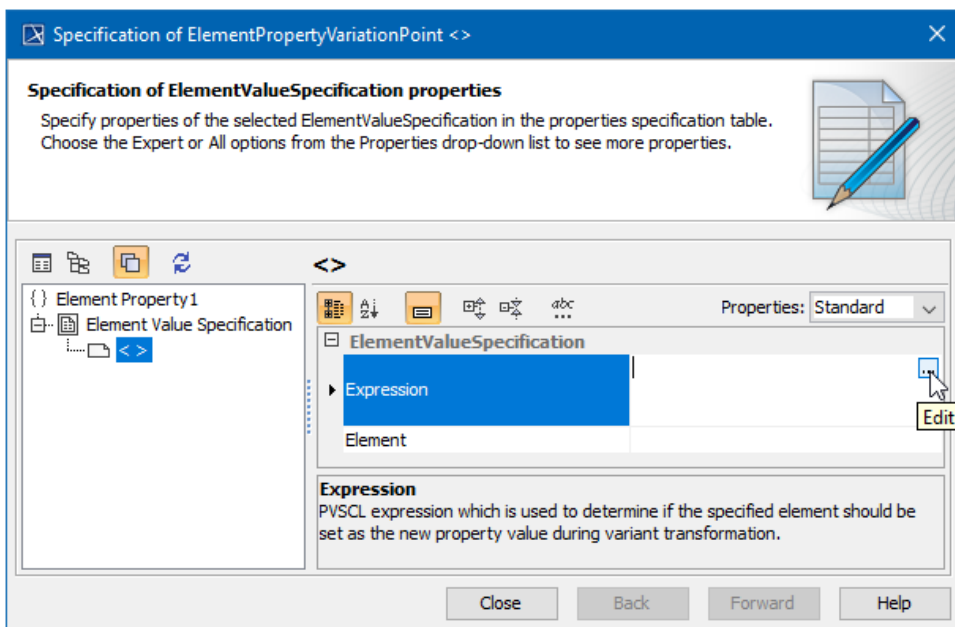 Specification of ElementPropertyVariationPoint <>
Specification of ElementValueSpecification properties
Specify properties of the selected ElementValueSpecification in the properties specification table.
Choose the Expert or All options from the Properties drop-down list to see more properties.
<>
{ } Element Property1
Element Value Specification
< >
Properties: Standard
ElementValueSpecification
Expression
...
Edit
Element
Expression
PVSCL expression which is used to determine if the specified element should be
set as the new property value during variant transformation.
Close Back Forward Help